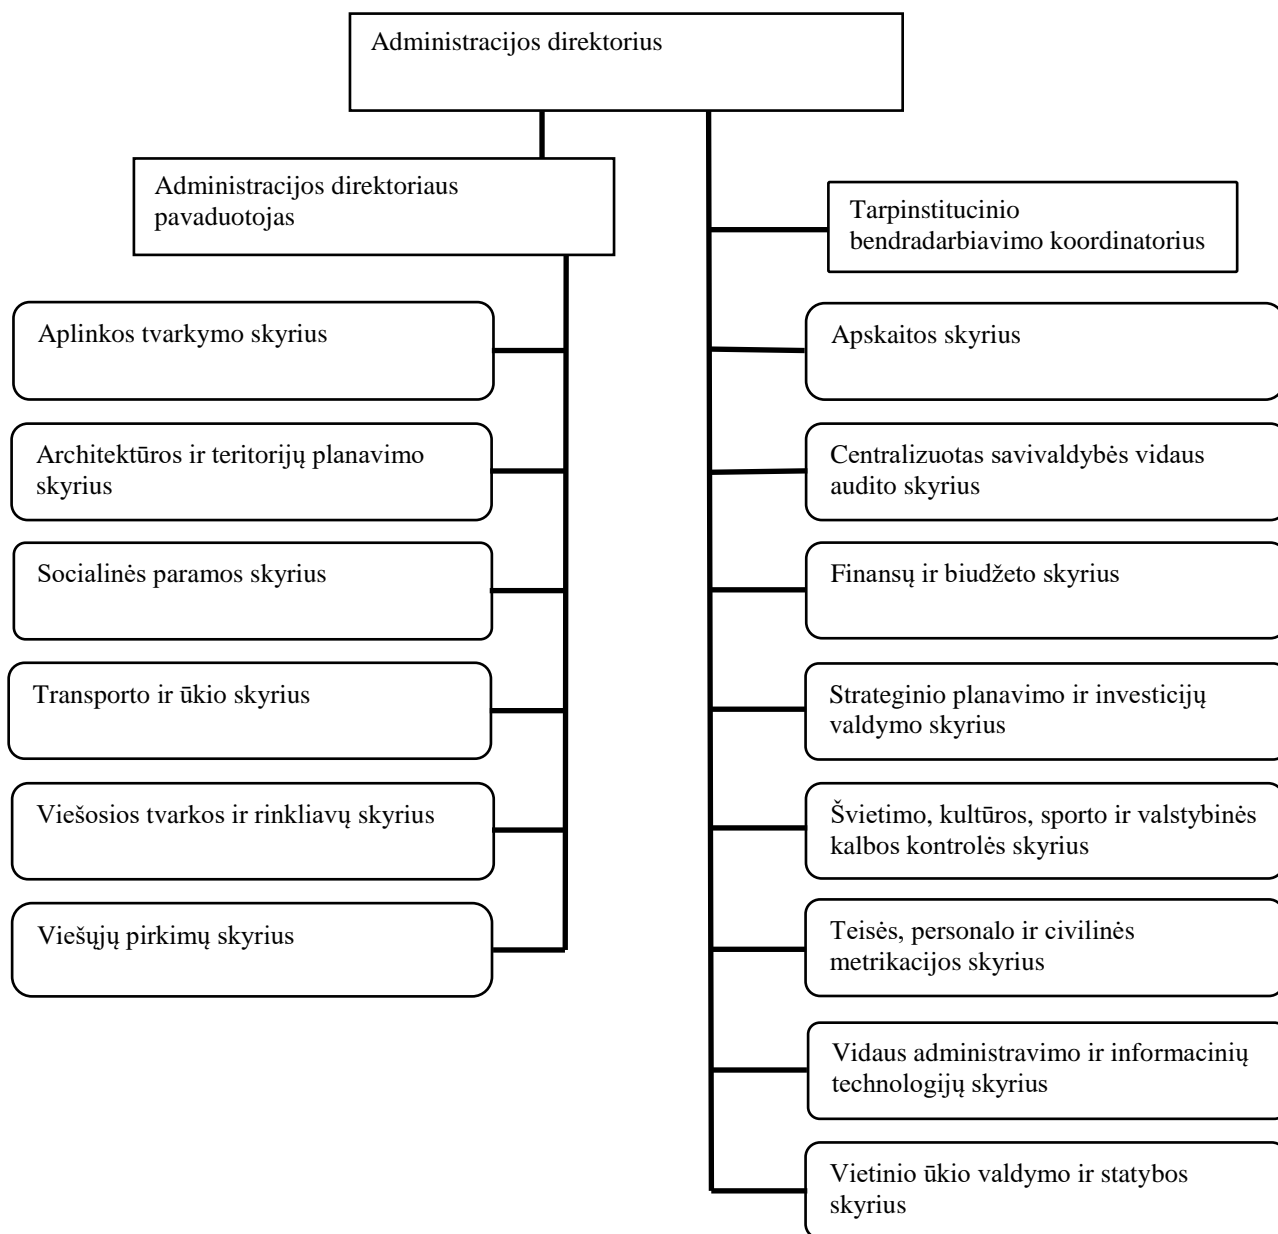 Administracijos direktorius
Administracijos direktoriaus
pavaduotojas
Tarpinstitucinio
bendradarbiavimo koordinatorius
Aplinkos tvarkymo skyrius
Architektūros ir teritorijų planavimo
skyrius
Socialinės paramos skyrius
Transporto ir ūkio skyrius
Viešosios tvarkos ir rinkliavų skyrius
Viešųjų pirkimų skyrius
Apskaitos skyrius
Centralizuotas savivaldybės vidaus
audito skyrius
Finansų ir biudžeto skyrius
Strateginio planavimo ir investicijų
valdymo skyrius
Švietimo, kultūros, sporto ir valstybinės
kalbos kontrolės skyrius
Teisės, personalo ir civilinės
metrikacijos skyrius
Vidaus administravimo ir informacinių
technologijų skyrius
Vietinio ūkio valdymo ir statybos
skyrius